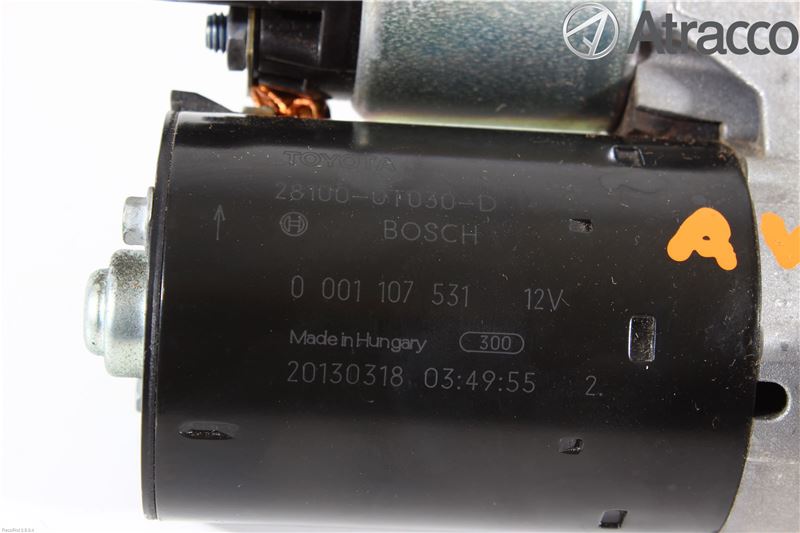 Atracco
TOYOTA
28100-0T030-D
BOSCH
0 001 107 531 12V
Made in Hungary 300
20130318 03:49:55 2.